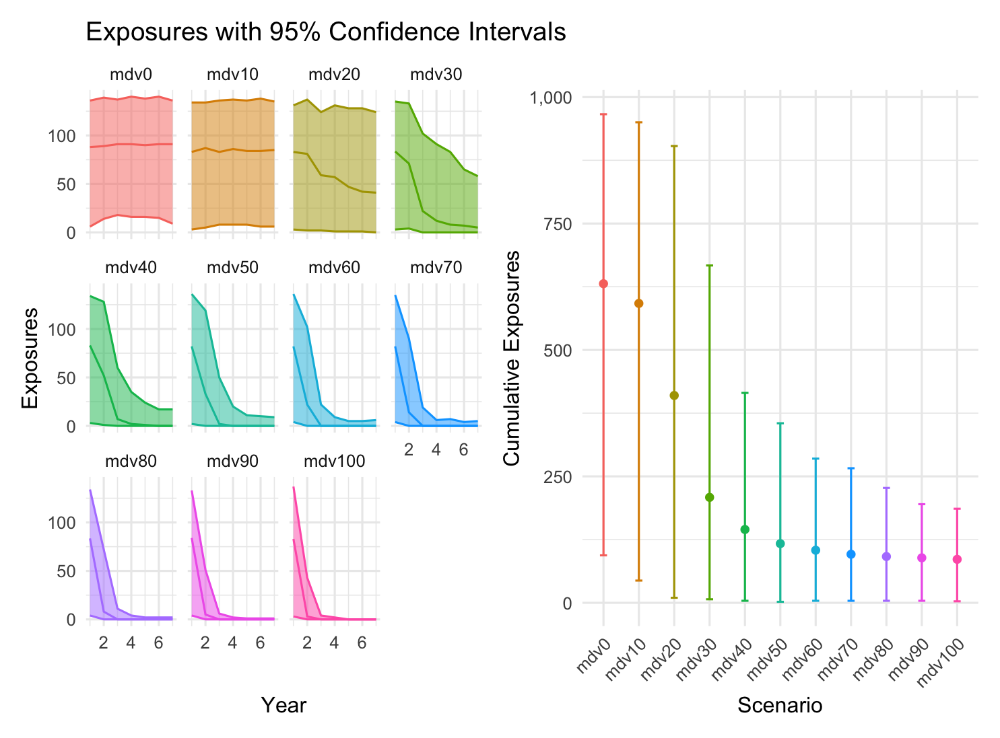 Exposures with 95% Confidence Intervals
mdv0 mdv10 mdv20 mdv30
100
50
0
mdv40 mdv50 mdv60 mdv70
100
50
0
2 4 6
mdv80 mdv90 mdv100
100
50
0
2 4 6 2 4 6 2 4 6
Exposures
Year
1,000
750
500
250
0
Cumulative Exposures
mdv0 mdv10 mdv20 mdv30 mdv40 mdv50 mdv60 mdv70 mdv80 mdv90 mdv100
Scenario